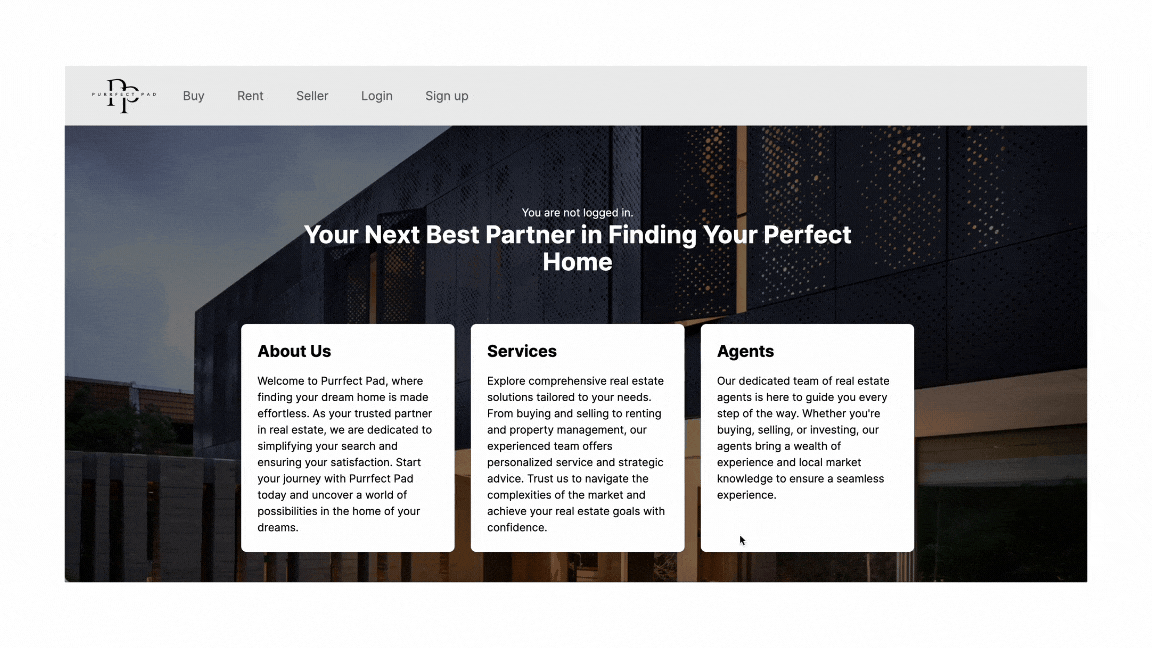 PURRFECT PAD
Buy
Rent
Seller
Login
Sign up
You are not logged in.
Your Next Best Partner in Finding Your Perfect
Home
About Us
Welcome to Purrfect Pad, where
finding your dream home is made
effortless. As your trusted partner
in real estate, we are dedicated to
simplifying your search and
ensuring your satisfaction. Start
your journey with Purrfect Pad
today and uncover a world of
possibilities in the home of your
dreams.
Services
Explore comprehensive real estate
solutions tailored to your needs.
From buying and selling to renting
and property management, our
experienced team offers
personalized service and strategic
advice. Trust us to navigate the
complexities of the market and
achieve your real estate goals with
confidence.
Agents
Our dedicated team of real estate
agents is here to guide you every
step of the way. Whether you're
buying, selling, or investing, our
agents bring a wealth of
experience and local market
knowledge to ensure a seamless
experience.